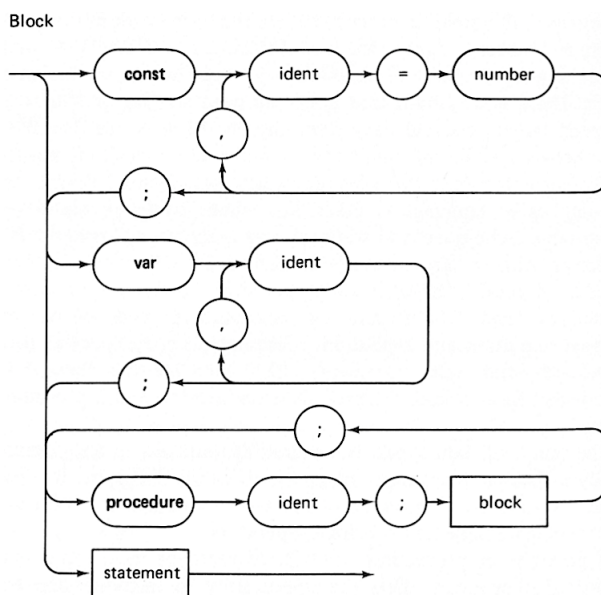 Block
const ident = number
,
;
var ident
,
;
;
procedure ident ; block
statement